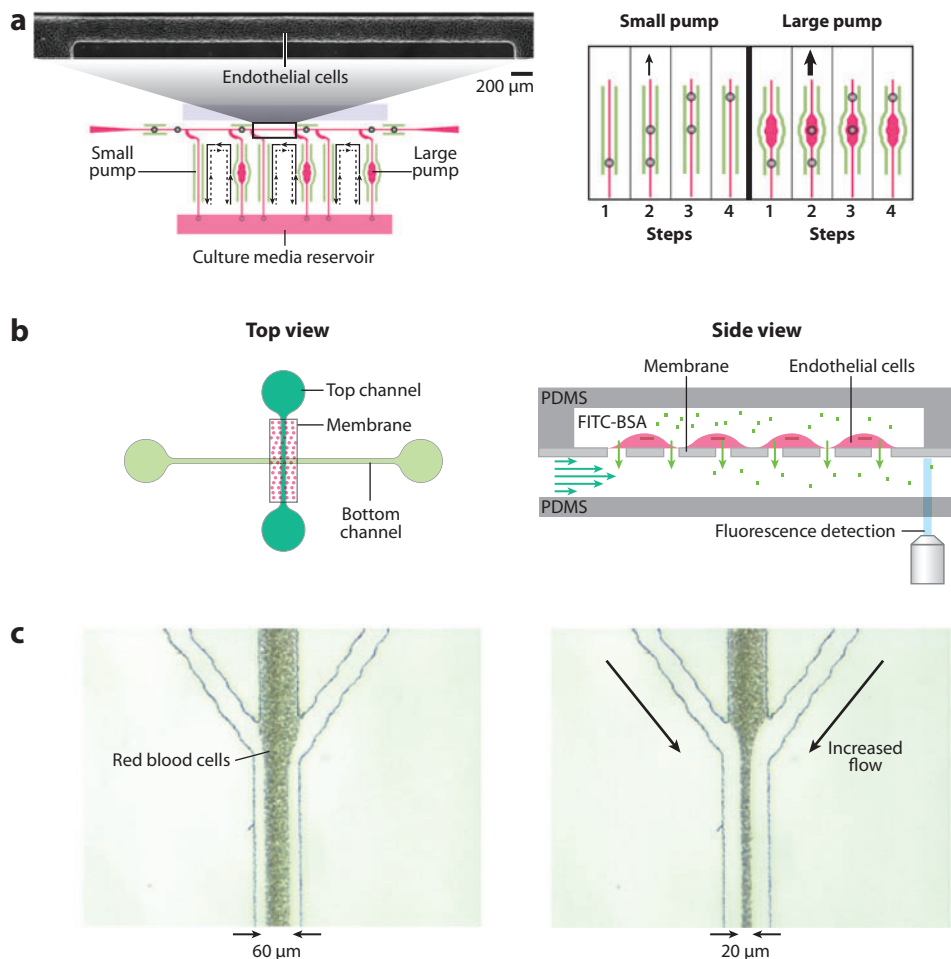 a
Endothelial cells
200 μm
Small
pump
Large
pump
Culture media reservoir
Small pump
Large pump
1 2 3 4 1 2 3 4
Steps
Steps
b
Top view
Top channel
Membrane
Bottom
channel
Side view
Membrane
Endothelial cells
PDMS
FITC-BSA
PDMS
Fluorescence detection
c
Red blood cells
60 μm
Increased
flow
20 μm